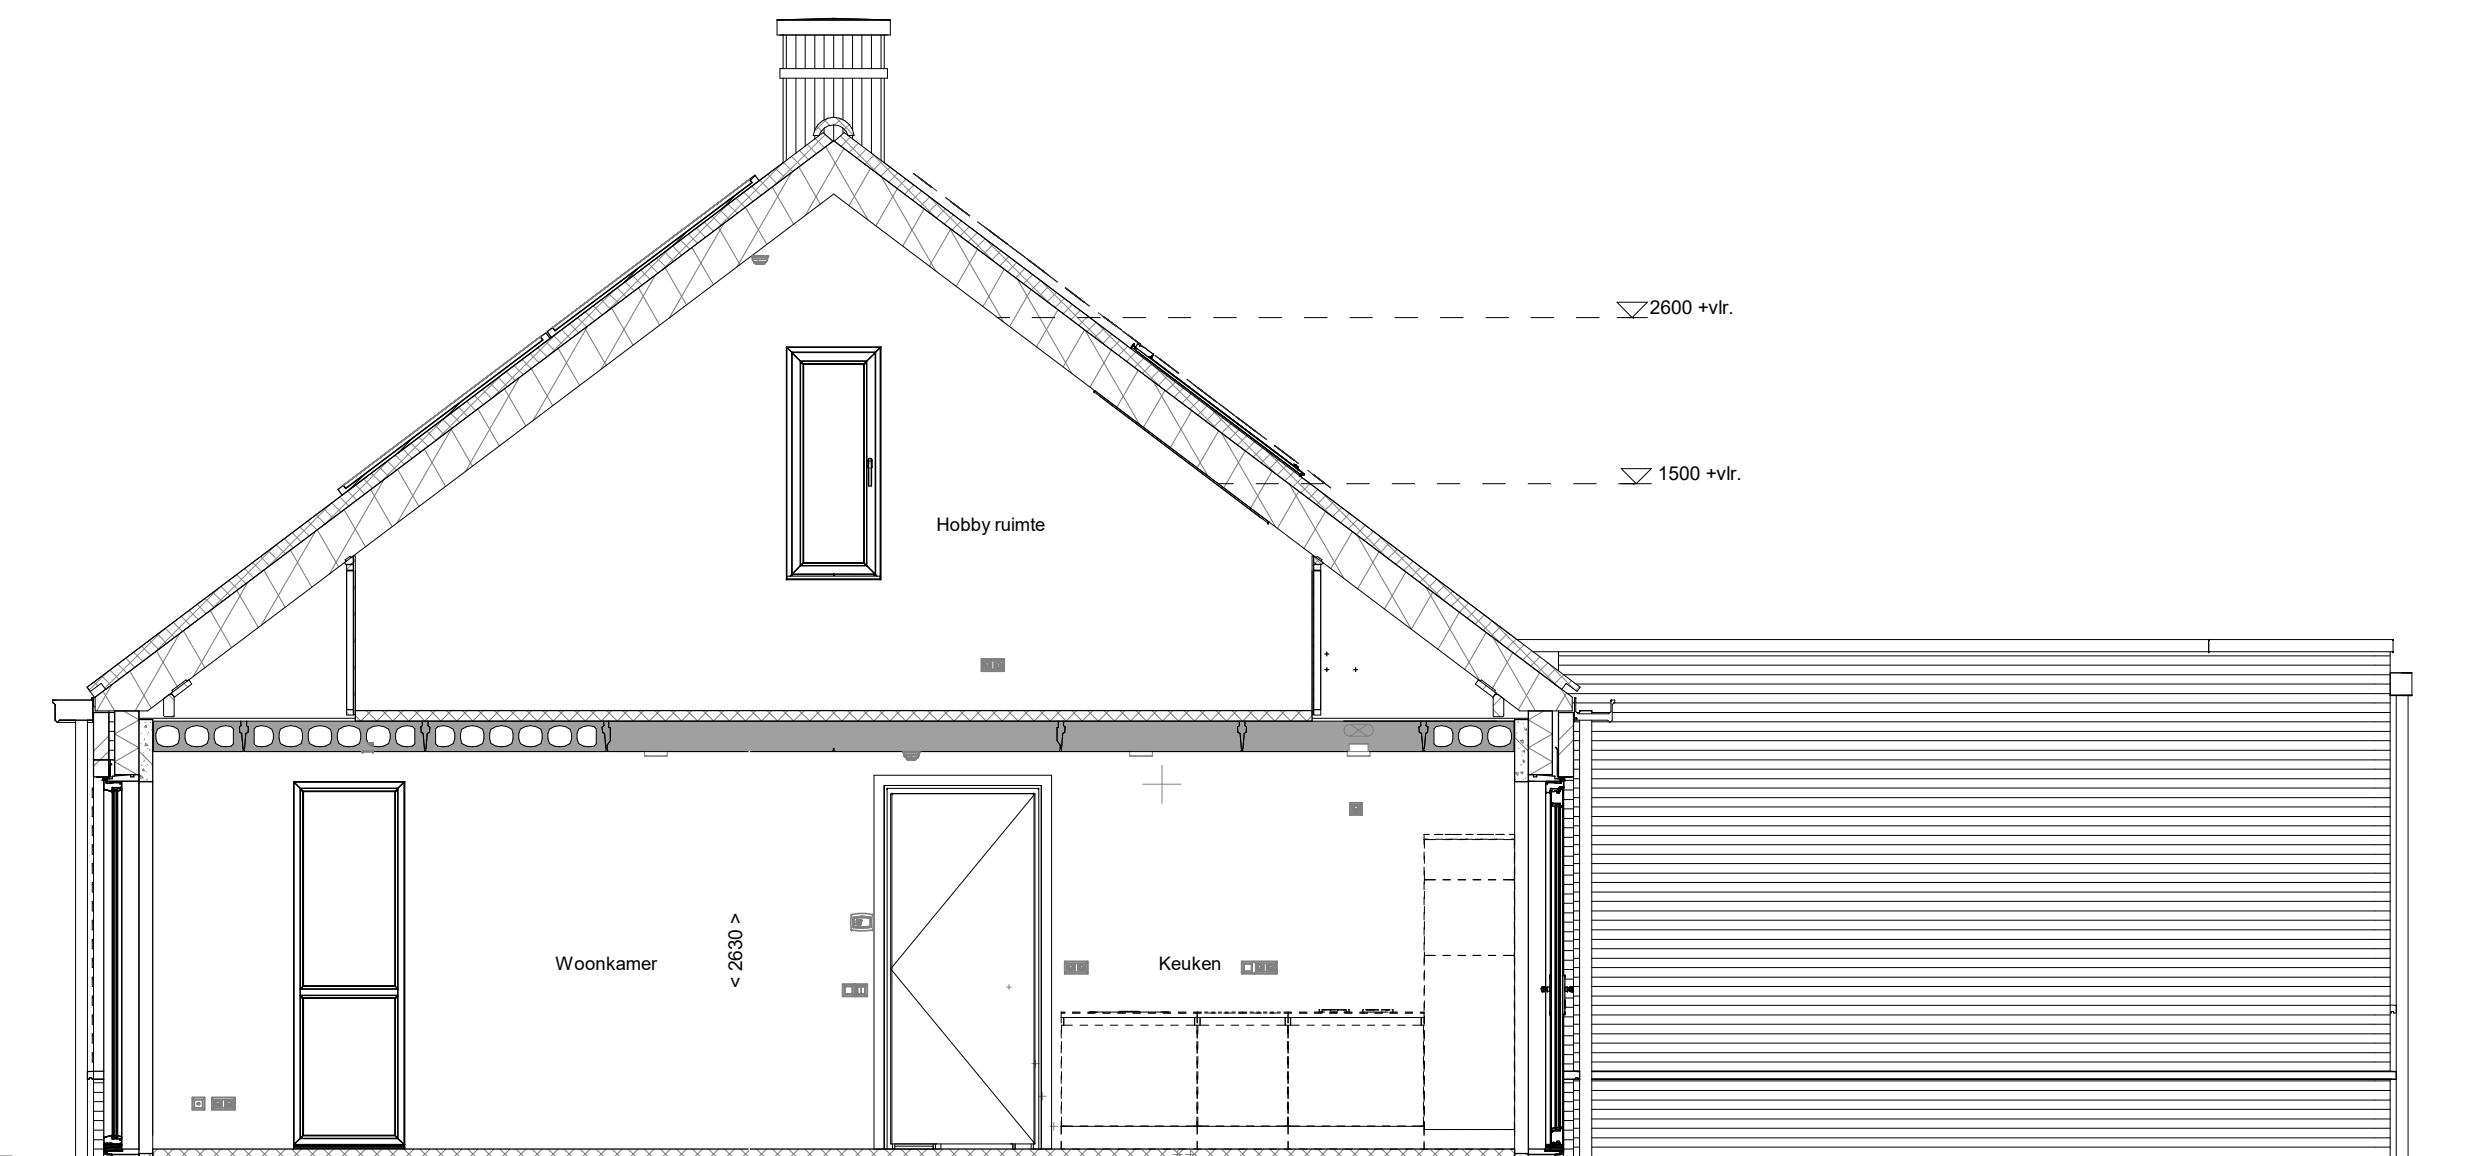 2600 +vlr.
1500 +vlr.
Hobby ruimte
Woonkamer
< 2630 >
Keuken